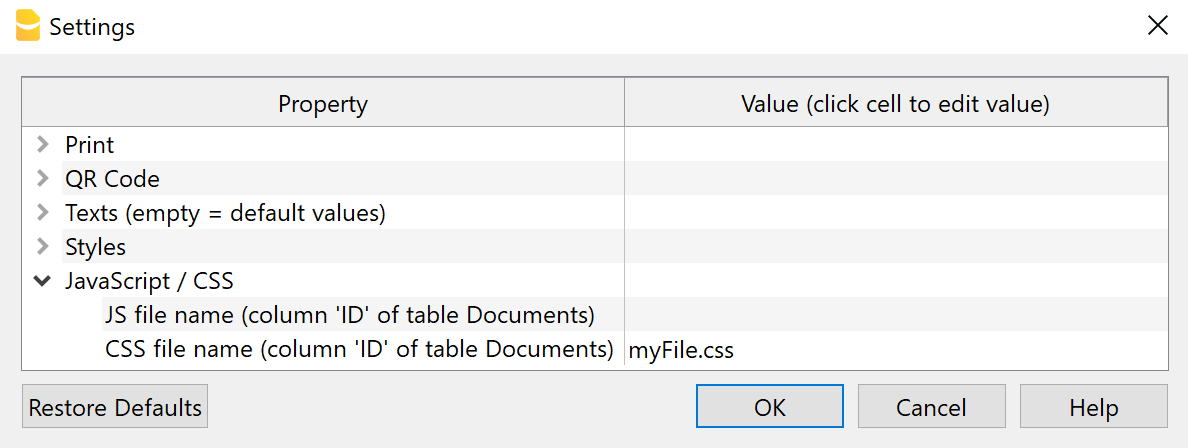 Settings
Property Value (click cell to edit value)
Print
QR Code
Texts (empty = default values)
Styles
JavaScript / CSS
JS file name (column 'ID' of table Documents)
CSS file name (column 'ID' of table Documents) myFile.css
Restore Defaults OK Cancel Help